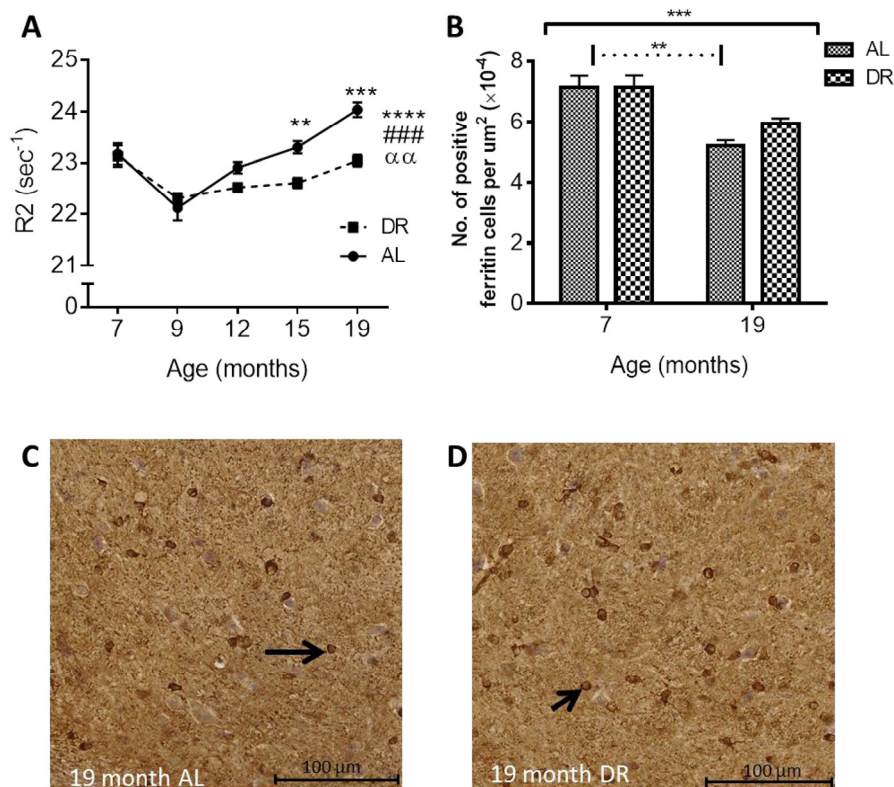 A
R2 (sec⁻¹)
25
24
23
22
21
0
**
***
****
###
αα
DR
AL
7 9 12 15 19
Age (months)
B
No. of positive
ferritin cells per um² (×10⁻⁴)
***
**
AL
DR
8
6
4
2
0
7 19
Age (months)
C
19 month AL
100 µm
D
19 month DR
100 µm